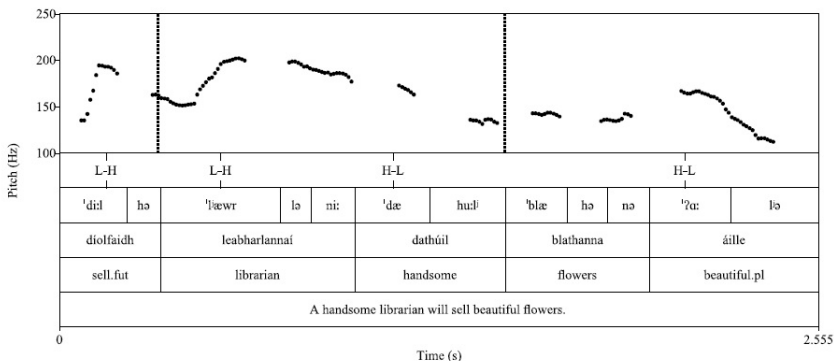 250
200
150
100
Pitch (Hz)
L-H L-H H-L H-L
ˈdiːl hə ˈlʲæwr lə niː ˈdæ huːlʲ ˈblæ hə nə ˈʔɑː lʲə
díolfaidh leabharlannaí dathúil blathanna áille
sell.fut librarian handsome flowers beautiful.pl
A handsome librarian will sell beautiful flowers.
0 2.555
Time (s)